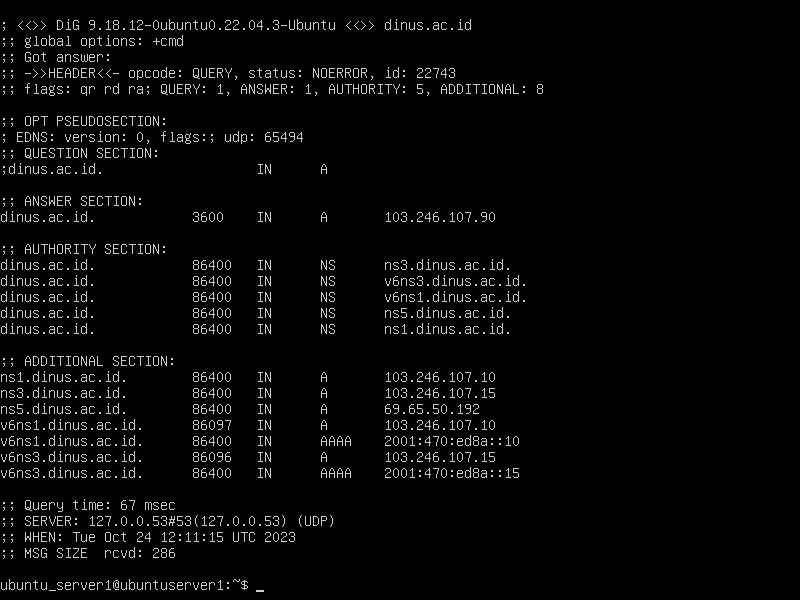 ; <<>> DiG 9.18.12-0ubuntu0.22.04.3-Ubuntu <<>> dinus.ac.id
;; global options: +cmd
;; Got answer:
;; ->>HEADER<<- opcode: QUERY, status: NOERROR, id: 22743
;; flags: qr rd ra; QUERY: 1, ANSWER: 1, AUTHORITY: 5, ADDITIONAL: 8

;; OPT PSEUDOSECTION:
; EDNS: version: 0, flags:; udp: 65494
;; QUESTION SECTION:
;dinus.ac.id. IN A

;; ANSWER SECTION:
dinus.ac.id. 3600 IN A 103.246.107.90

;; AUTHORITY SECTION:
dinus.ac.id. 86400 IN NS ns3.dinus.ac.id.
dinus.ac.id. 86400 IN NS v6ns3.dinus.ac.id.
dinus.ac.id. 86400 IN NS v6ns1.dinus.ac.id.
dinus.ac.id. 86400 IN NS ns5.dinus.ac.id.
dinus.ac.id. 86400 IN NS ns1.dinus.ac.id.

;; ADDITIONAL SECTION:
ns1.dinus.ac.id. 86400 IN A 103.246.107.10
ns3.dinus.ac.id. 86400 IN A 103.246.107.15
ns5.dinus.ac.id. 86400 IN A 69.65.50.192
v6ns1.dinus.ac.id. 86097 IN A 103.246.107.10
v6ns1.dinus.ac.id. 86400 IN AAAA 2001:470:ed8a::10
v6ns3.dinus.ac.id. 86096 IN A 103.246.107.15
v6ns3.dinus.ac.id. 86400 IN AAAA 2001:470:ed8a::15

;; Query time: 67 msec
;; SERVER: 127.0.0.53#53(127.0.0.53) (UDP)
;; WHEN: Tue Oct 24 12:11:15 UTC 2023
;; MSG SIZE  rcvd: 286

ubuntu_server1@ubuntuserver1:~$ _